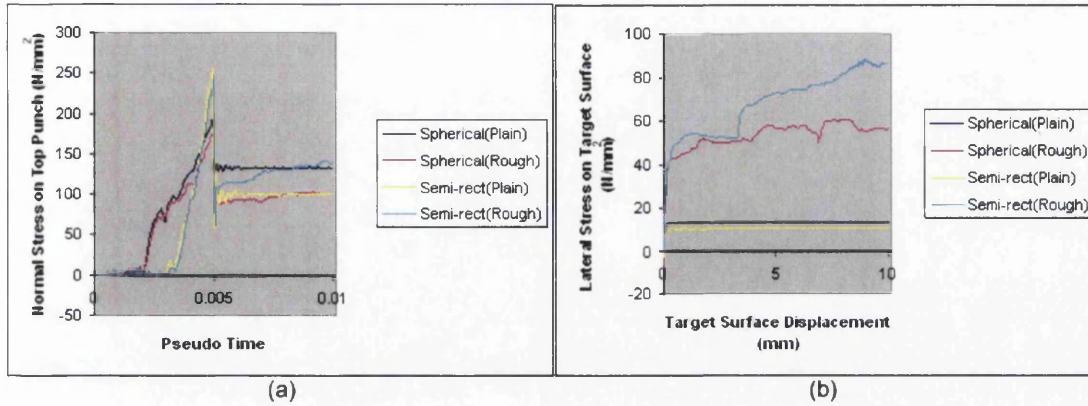 Normal Stress on Top Punch (N/mm²)
300
250
200
150
100
50
0
-50
0
0.005
0.01
Pseudo Time
Spherical(Plain)
Spherical(Rough)
Semi-rect(Plain)
Semi-rect(Rough)
(a)
Lateral Stress on Target Surface
(N/mm²)
100
80
60
40
20
0
-20
0
5
10
Target Surface Displacement
(mm)
Spherical(Plain)
Spherical(Rough)
Semi-rect(Plain)
Semi-rect(Rough)
(b)